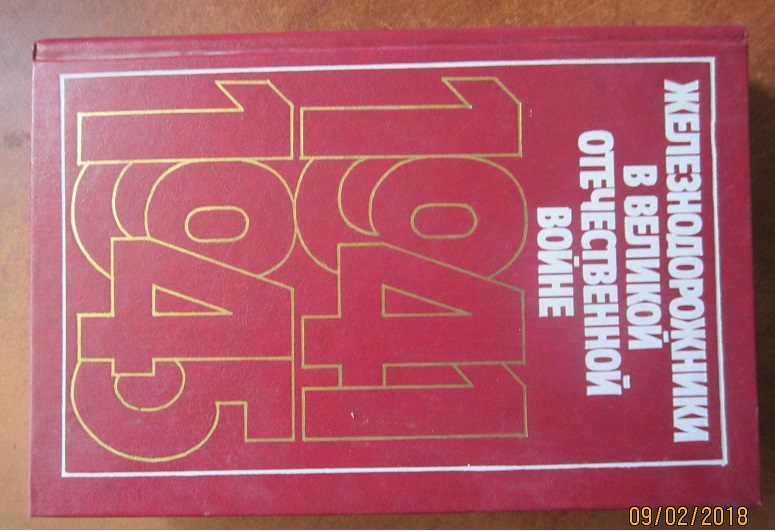 ЖЕЛЕЗНОДОРОЖНИКИ
В ВЕЛИКОЙ
ОТЕЧЕСТВЕННОЙ
ВОЙНЕ
1941
1945
09/02/2018